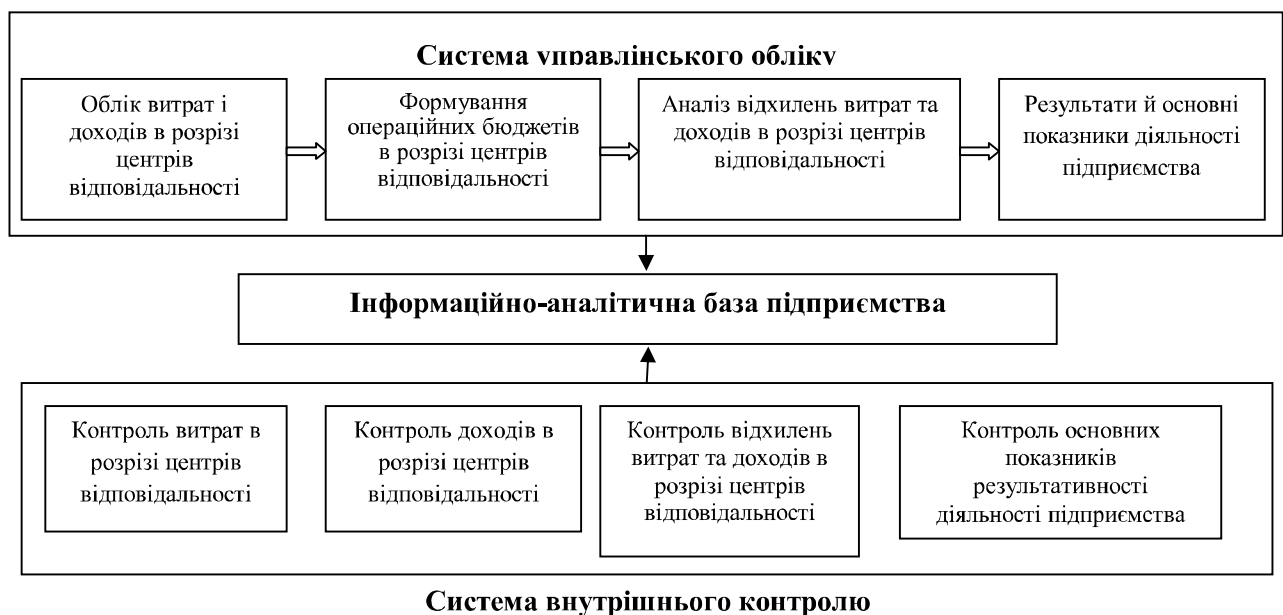 Система управлінського обліку
Облік витрат і
доходів в розрізі
центрів
відповідальності
Формування
операційних бюджетів
в розрізі центрів
відповідальності
Аналіз відхилень витрат та
доходів в розрізі центрів
відповідальності
Результати й основні
показники діяльності
підприємства
Інформаційно-аналітична база підприємства
Контроль витрат в
розрізі центрів
відповідальності
Контроль доходів в
розрізі центрів
відповідальності
Контроль відхилень
витрат та доходів в
розрізі центрів
відповідальності
Контроль основних
показників
результативності
діяльності підприємства
Система внутрішнього контролю